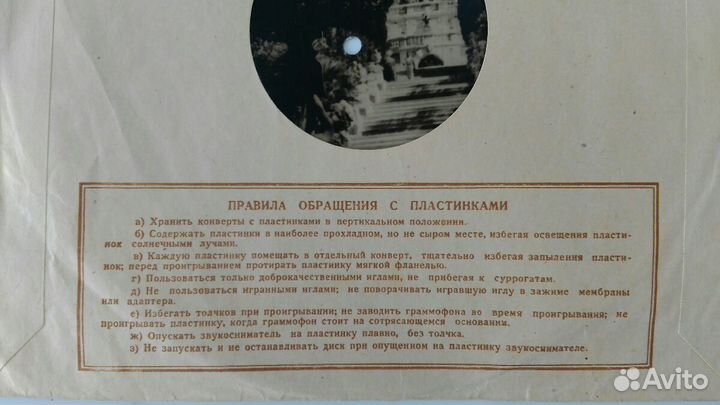 ПРАВИЛА ОБРАЩЕНИЯ С ПЛАСТИНКАМИ
а) Хранить конверты с пластинками в вертикальном положении.
б) Содержать пластинки в наиболее прохладном, но не сыром месте, избегая освещения пласти-
нок солнечными лучами.
в) Каждую пластинку помещать в отдельный конверт, тщательно избегая запыления пласти-
нок; перед проигрыванием протирать пластинку мягкой фланелью.
г) Пользоваться только доброкачественными иглами, не прибегая к суррогатам.
д) Не пользоваться игранными иглами; не поворачивать игравшую иглу в зажиме мембраны
или адаптера.
е) Избегать толчков при проигрывании; не заводить граммофона во время проигрывания; не
проигрывать пластинку, когда граммофон стоит на сотрясающемся основании.
ж) Опускать звукосниматель на пластинку плавно, без толчка.
з) Не запускать и не останавливать диск при опущенном на пластинку звукоснимателе.
Avito